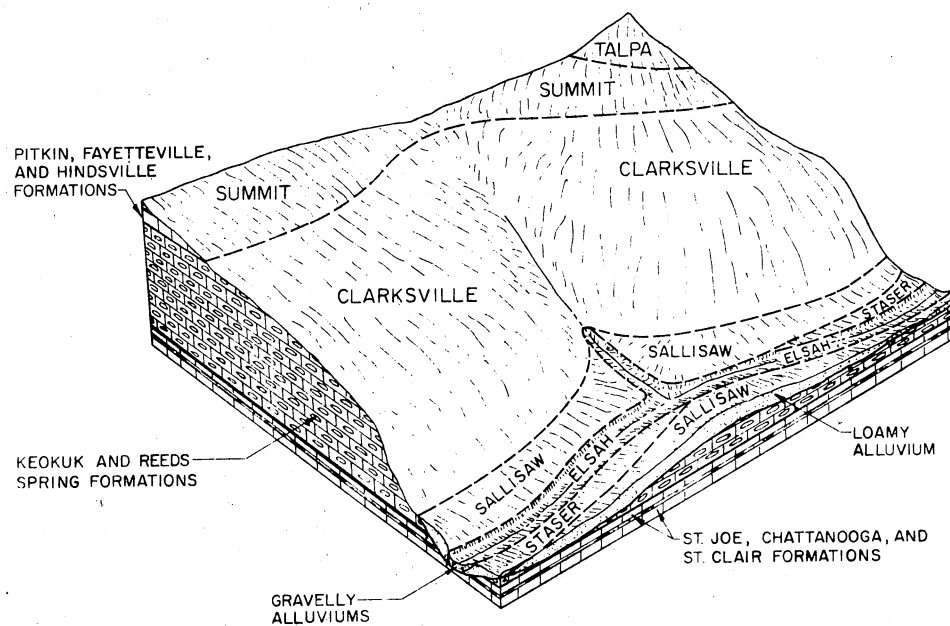 TALPA
SUMMIT
PITKIN, FAYETTEVILLE,
AND HINDSVILLE
FORMATIONS
SUMMIT
CLARKSVILLE
CLARKSVILLE
STASER
SALLISAW
ELSAH
SALLISAW
LOAMY
ALLUVIUM
KEOKUK AND REEDS
SPRING FORMATIONS
SALLISAW
ELSAH
STASER
ST. JOE, CHATTANOOGA, AND
ST. CLAIR FORMATIONS
GRAVELLY
ALLUVIUMS